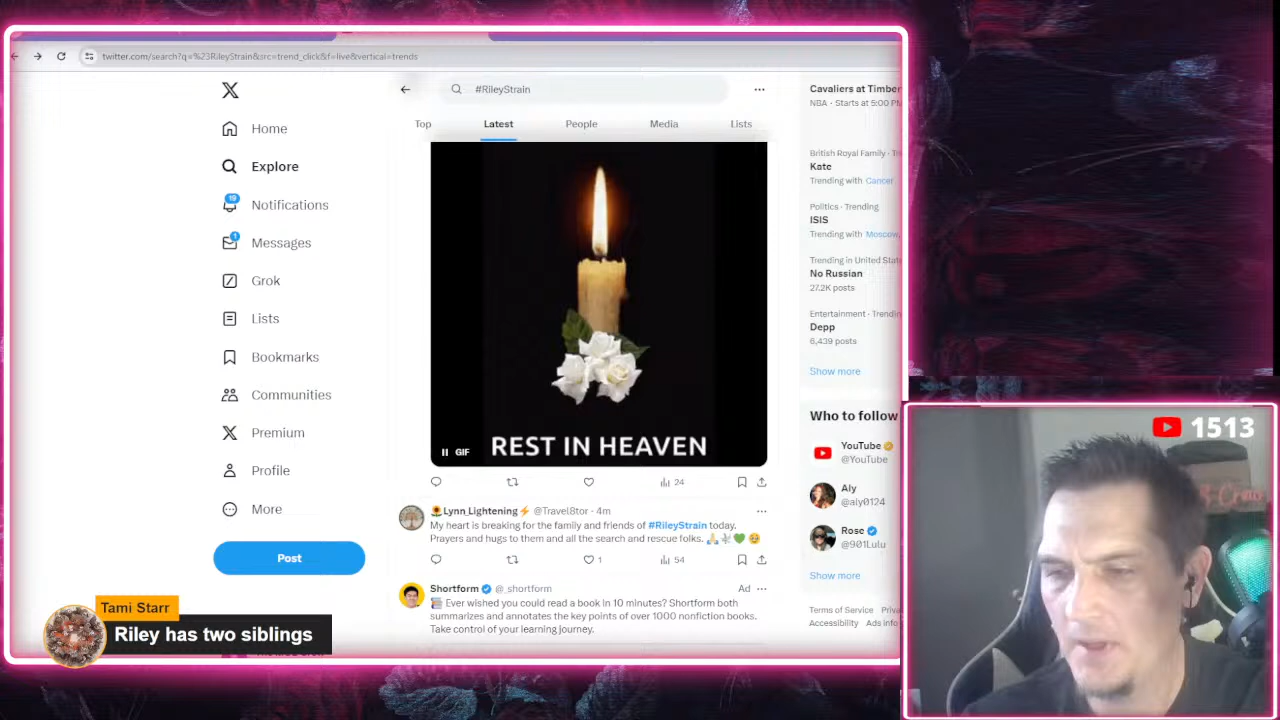 twitter.com/search?q=%23RileyStrain&src=trend_click&f=live&vertical=trends
#RileyStrain
Top
Latest
People
Media
Lists
Home
Explore
19
Notifications
1
Messages
Grok
Lists
Bookmarks
Communities
Premium
Profile
More
Post
REST IN HEAVEN
GIF
24
Lynn_Lightening @Travel8tor · 4m
My heart is breaking for the family and friends of #RileyStrain today.
Prayers and hugs to them and all the search and rescue folks.
1
54
Shortform @_shortform
Ad
Ever wished you could read a book in 10 minutes? Shortform both
summarizes and annotates the key points of over 1000 nonfiction books.
Take control of your learning journey.
Cavaliers at Timber
NBA · Starts at 5:00 PM
British Royal Family ·
Kate
Trending with Cancer
Politics · Trending
ISIS
Trending with Moscow,
Trending in United State
No Russian
27.2K posts
Entertainment · Trendin
Depp
6,439 posts
Show more
Who to follow
YouTube
@YouTube
Aly
@aly0124
Rose
@901Lulu
Show more
Terms of Service
Accessibility
Ads info
Tami Starr
Riley has two siblings
1513